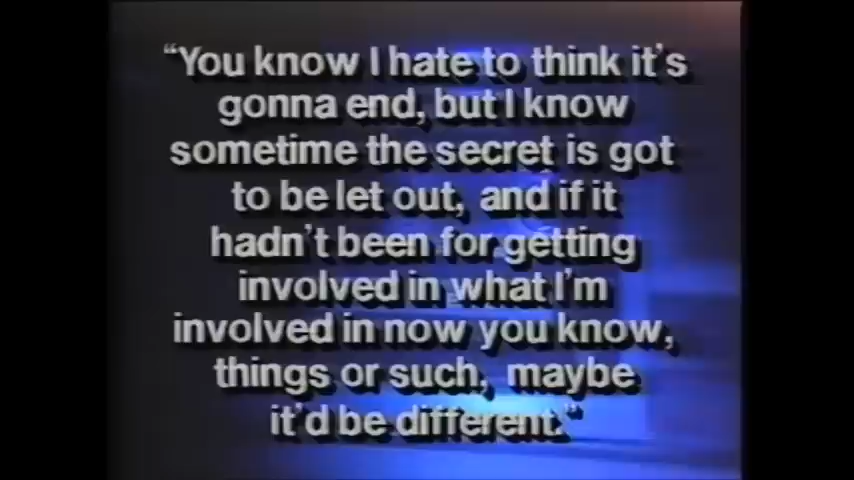 “You know I hate to think it's
gonna end, but I know
sometime the secret is got
to be let out, and if it
hadn't been for getting
involved in what I'm
involved in now you know,
things or such, maybe
it'd be different.”